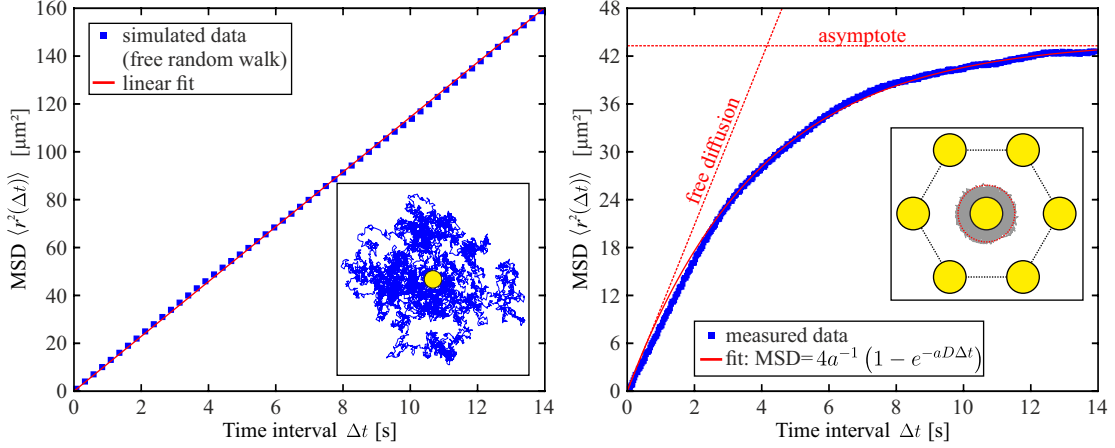 160
140
120
100
80
60
40
20
0
MSD ⟨r²(Δt)⟩ [µm²]
simulated data
(free random walk)
linear fit
0 2 4 6 8 10 12 14
Time interval Δt [s]
48
42
36
30
24
18
12
6
0
MSD ⟨r²(Δt)⟩ [µm²]
asymptote
free diffusion
measured data
fit: MSD=4a⁻¹ (1 − e^{−aDΔt})
0 2 4 6 8 10 12 14
Time interval Δt [s]